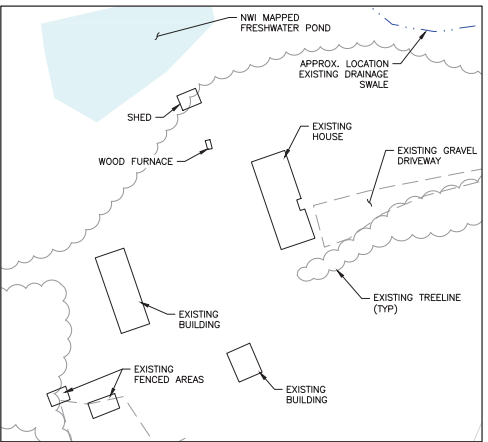 NWI MAPPED
FRESHWATER POND
APPROX. LOCATION
EXISTING DRAINAGE
SWALE
SHED
EXISTING
HOUSE
WOOD FURNACE
EXISTING GRAVEL
DRIVEWAY
EXISTING TREELINE
(TYP)
EXISTING
BUILDING
EXISTING
FENCED AREAS
EXISTING
BUILDING